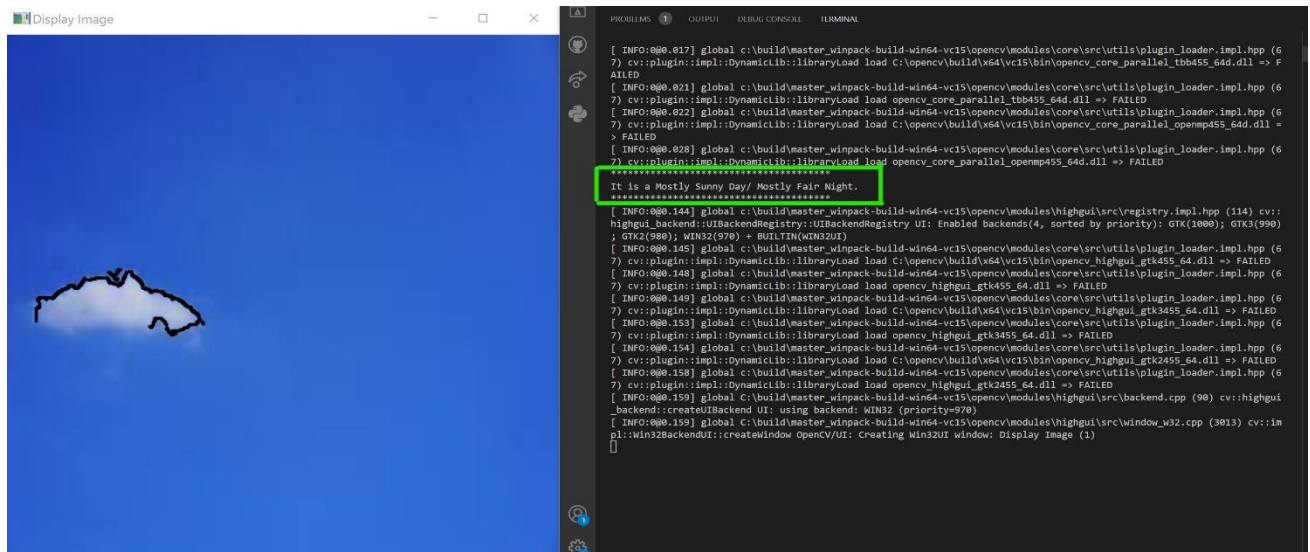 Display Image
PROBLEMS 1 OUTPUT DEBUG CONSOLE TERMINAL
[ INFO:0@0.017] global c:\build\master_winpack-build-win64-vc15\opencv\modules\core\src\utils\plugin_loader.impl.hpp (6
7) cv::plugin::impl::DynamicLib::libraryLoad load C:\opencv\build\x64\vc15\bin\opencv_core_parallel_tbb455_64d.dll => F
AILED
[ INFO:0@0.021] global c:\build\master_winpack-build-win64-vc15\opencv\modules\core\src\utils\plugin_loader.impl.hpp (6
7) cv::plugin::impl::DynamicLib::libraryLoad load opencv_core_parallel_tbb455_64d.dll => FAILED
[ INFO:0@0.022] global c:\build\master_winpack-build-win64-vc15\opencv\modules\core\src\utils\plugin_loader.impl.hpp (6
7) cv::plugin::impl::DynamicLib::libraryLoad load C:\opencv\build\x64\vc15\bin\opencv_core_parallel_openmp455_64d.dll =
> FAILED
[ INFO:0@0.028] global c:\build\master_winpack-build-win64-vc15\opencv\modules\core\src\utils\plugin_loader.impl.hpp (6
7) cv::plugin::impl::DynamicLib::libraryLoad load opencv_core_parallel_openmp455_64d.dll => FAILED
***************************************
It is a Mostly Sunny Day/ Mostly Fair Night.
***************************************
[ INFO:0@0.144] global c:\build\master_winpack-build-win64-vc15\opencv\modules\highgui\src\registry.impl.hpp (114) cv::
highgui_backend::UIBackendRegistry::UIBackendRegistry UI: Enabled backends(4, sorted by priority): GTK(1000); GTK3(990)
; GTK2(980); WIN32(970) + BUILTIN(WIN32UI)
[ INFO:0@0.145] global c:\build\master_winpack-build-win64-vc15\opencv\modules\core\src\utils\plugin_loader.impl.hpp (6
7) cv::plugin::impl::DynamicLib::libraryLoad load C:\opencv\build\x64\vc15\bin\opencv_highgui_gtk455_64.dll => FAILED
[ INFO:0@0.148] global c:\build\master_winpack-build-win64-vc15\opencv\modules\core\src\utils\plugin_loader.impl.hpp (6
7) cv::plugin::impl::DynamicLib::libraryLoad load opencv_highgui_gtk455_64.dll => FAILED
[ INFO:0@0.149] global c:\build\master_winpack-build-win64-vc15\opencv\modules\core\src\utils\plugin_loader.impl.hpp (6
7) cv::plugin::impl::DynamicLib::libraryLoad load C:\opencv\build\x64\vc15\bin\opencv_highgui_gtk3455_64.dll => FAILED
[ INFO:0@0.153] global c:\build\master_winpack-build-win64-vc15\opencv\modules\core\src\utils\plugin_loader.impl.hpp (6
7) cv::plugin::impl::DynamicLib::libraryLoad load opencv_highgui_gtk3455_64.dll => FAILED
[ INFO:0@0.154] global c:\build\master_winpack-build-win64-vc15\opencv\modules\core\src\utils\plugin_loader.impl.hpp (6
7) cv::plugin::impl::DynamicLib::libraryLoad load C:\opencv\build\x64\vc15\bin\opencv_highgui_gtk2455_64.dll => FAILED
[ INFO:0@0.158] global c:\build\master_winpack-build-win64-vc15\opencv\modules\core\src\utils\plugin_loader.impl.hpp (6
7) cv::plugin::impl::DynamicLib::libraryLoad load opencv_highgui_gtk2455_64.dll => FAILED
[ INFO:0@0.159] global C:\build\master_winpack-build-win64-vc15\opencv\modules\highgui\src\backend.cpp (90) cv::highgui
_backend::createUIBackend UI: using backend: WIN32 (priority=970)
[ INFO:0@0.159] global c:\build\master_winpack-build-win64-vc15\opencv\modules\highgui\src\window_w32.cpp (3013) cv::im
pl::Win32BackendUI::createWindow OpenCV/UI: Creating Win32UI window: Display Image (1)
1